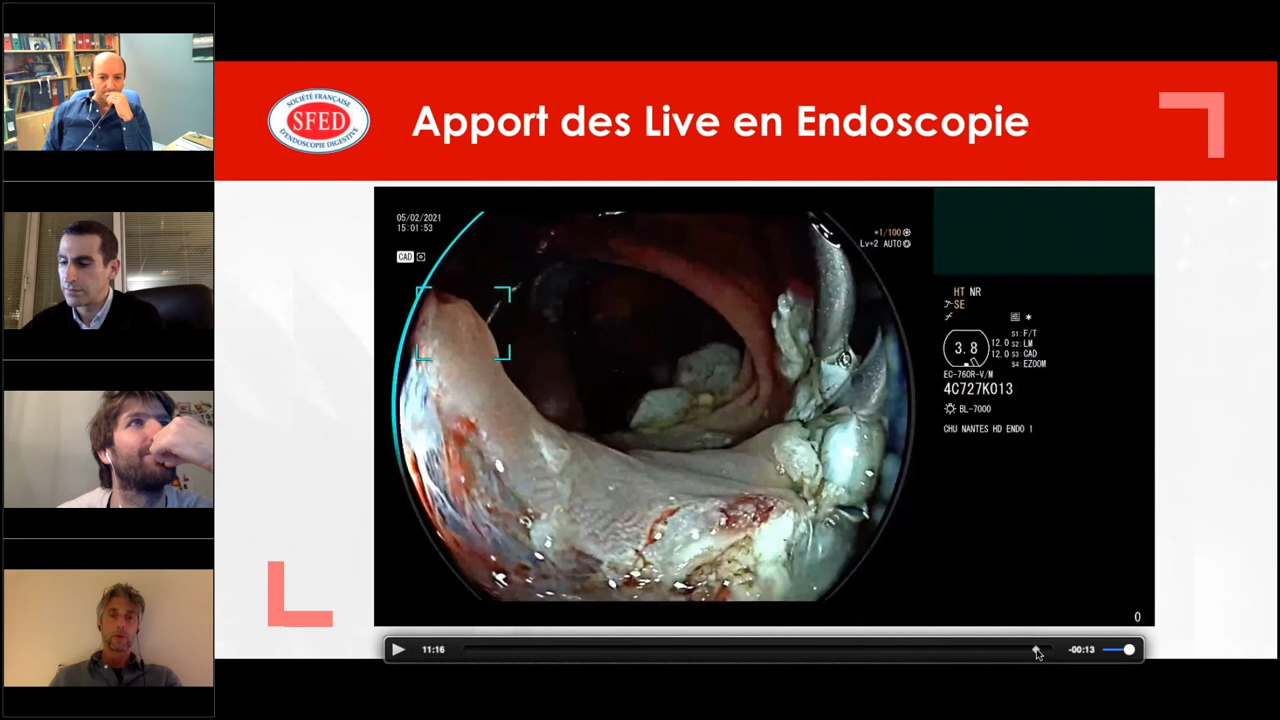 SOCIÉTÉ FRANÇAISE
SFED
D'ENDOSCOPIE DIGESTIVE
Apport des Live en Endoscopie
05/02/2021
15:01:53
CAD
*1/100
Lv+2 AUTO
HT NR
SE
3.8
12.0
12.0
S1: F/T
S2: LM
S3: CAD
S4: EZOOM
EC-760R-V/M
4C727K013
BL-7000
CHU NANTES HD ENDO 1
0
11:16
-00:13